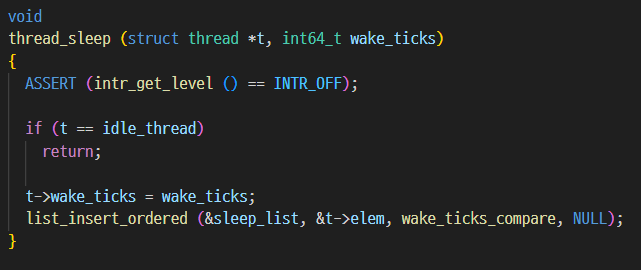 void
thread_sleep (struct thread *t, int64_t wake_ticks)
{
  ASSERT (intr_get_level () == INTR_OFF);

  if (t == idle_thread)
    return;

  t->wake_ticks = wake_ticks;
  list_insert_ordered (&sleep_list, &t->elem, wake_ticks_compare, NULL);
}